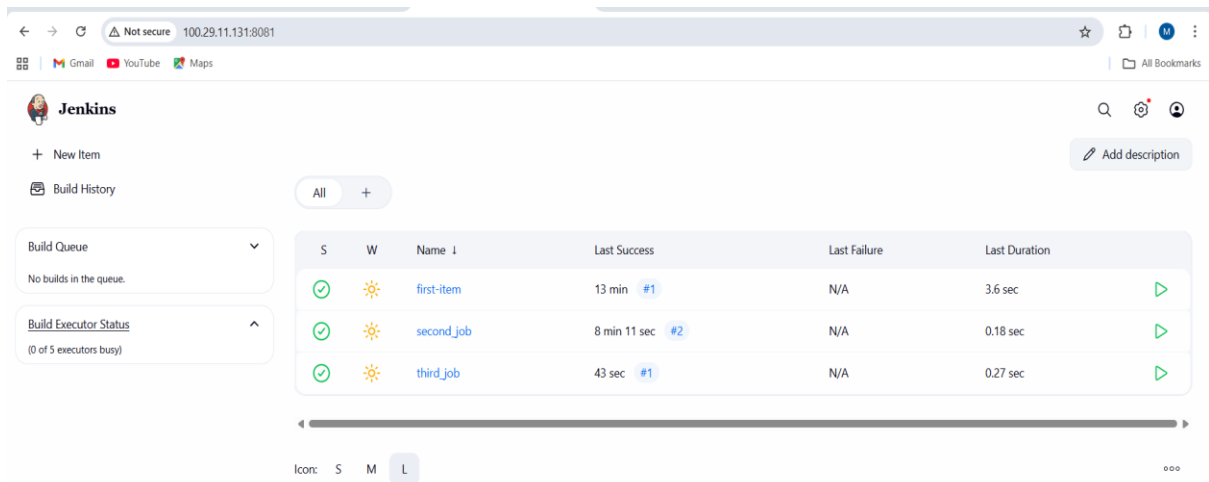 Not secure 100.29.11.131:8081
M
Gmail YouTube Maps
All Bookmarks
Jenkins
+ New Item
Add description
Build History
All +
Build Queue
No builds in the queue.
Build Executor Status
(0 of 5 executors busy)
S W Name ↓ Last Success Last Failure Last Duration
first-item 13 min #1 N/A 3.6 sec
second_job 8 min 11 sec #2 N/A 0.18 sec
third_job 43 sec #1 N/A 0.27 sec
Icon: S M L